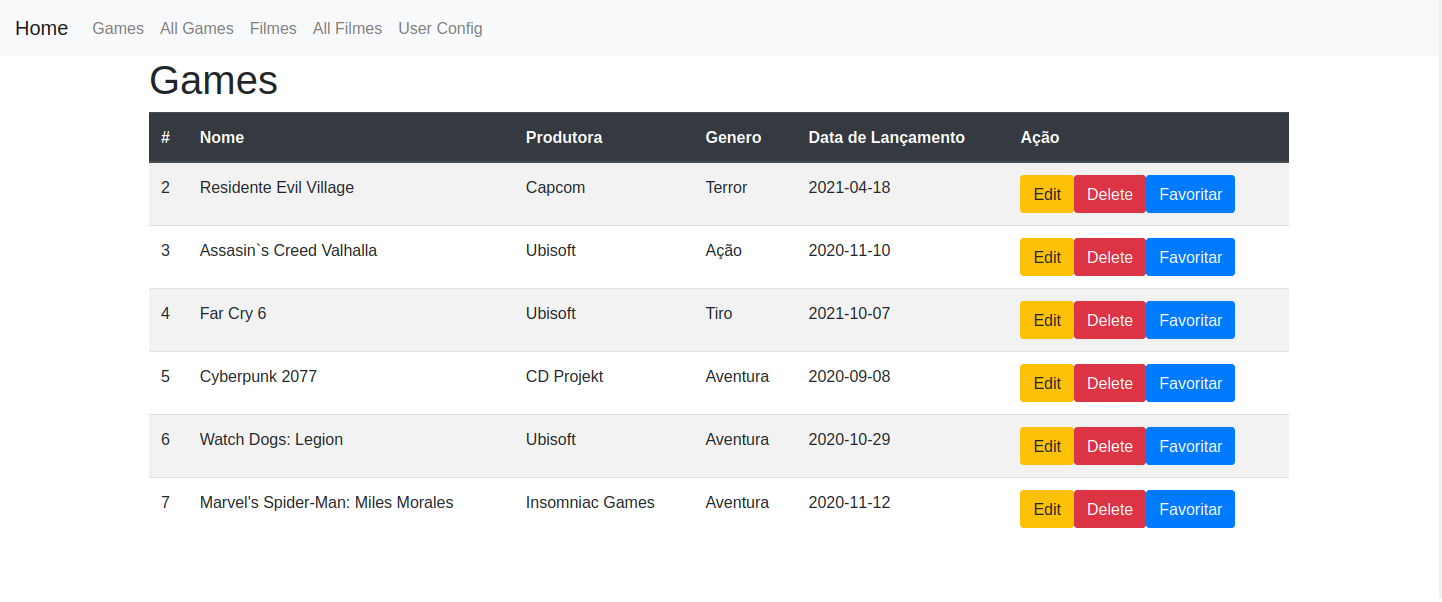 Home Games All Games Filmes All Filmes User Config
Games
# Nome Produtora Genero Data de Lançamento Ação
2 Residente Evil Village Capcom Terror 2021-04-18 Edit Delete Favoritar
3 Assasin`s Creed Valhalla Ubisoft Ação 2020-11-10 Edit Delete Favoritar
4 Far Cry 6 Ubisoft Tiro 2021-10-07 Edit Delete Favoritar
5 Cyberpunk 2077 CD Projekt Aventura 2020-09-08 Edit Delete Favoritar
6 Watch Dogs: Legion Ubisoft Aventura 2020-10-29 Edit Delete Favoritar
7 Marvel's Spider-Man: Miles Morales Insomniac Games Aventura 2020-11-12 Edit Delete Favoritar